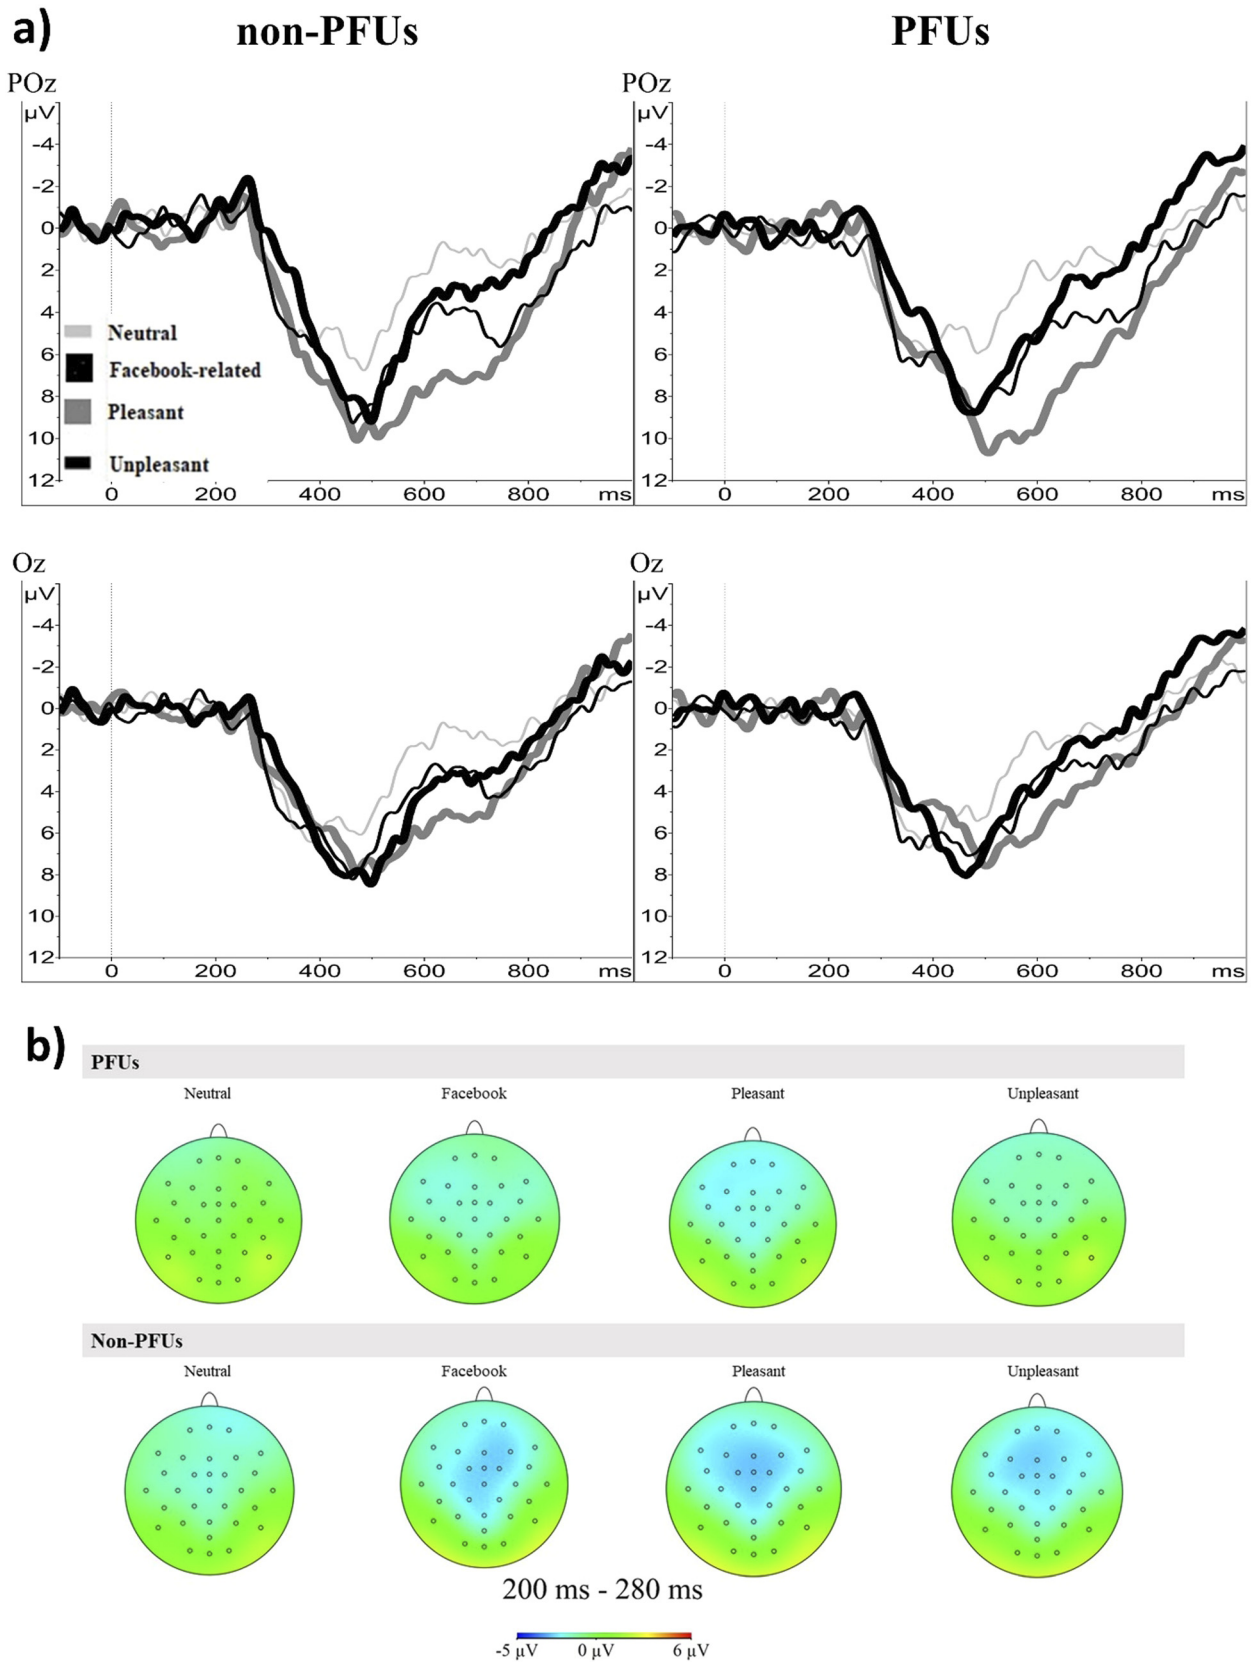 a)
non-PFUs
PFUs
POz
µV
-4
-2
0
2
4
6
8
10
12
Neutral
Facebook-related
Pleasant
Unpleasant
0 200 400 600 800 ms
POz
µV
-4
-2
0
2
4
6
8
10
12
0 200 400 600 800 ms
Oz
µV
-4
-2
0
2
4
6
8
10
12
0 200 400 600 800 ms
Oz
µV
-4
-2
0
2
4
6
8
10
12
0 200 400 600 800 ms
b)
PFUs
Neutral Facebook Pleasant Unpleasant
Non-PFUs
Neutral Facebook Pleasant Unpleasant
200 ms - 280 ms
-5 µV 0 µV 6 µV